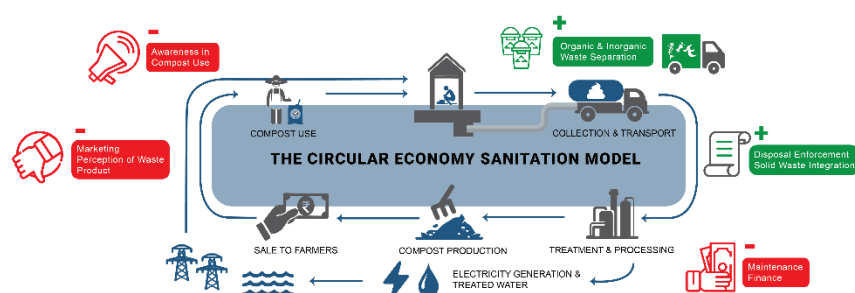 Awareness in
Compost Use
Organic & Inorganic
Waste Separation
COMPOST USE
COLLECTION & TRANSPORT
Marketing
Perception of Waste
Product
THE CIRCULAR ECONOMY SANITATION MODEL
Disposal Enforcement
Solid Waste Integration
SALE TO FARMERS
COMPOST PRODUCTION
TREATMENT & PROCESSING
ELECTRICITY GENERATION &
TREATED WATER
Maintenance
Finance